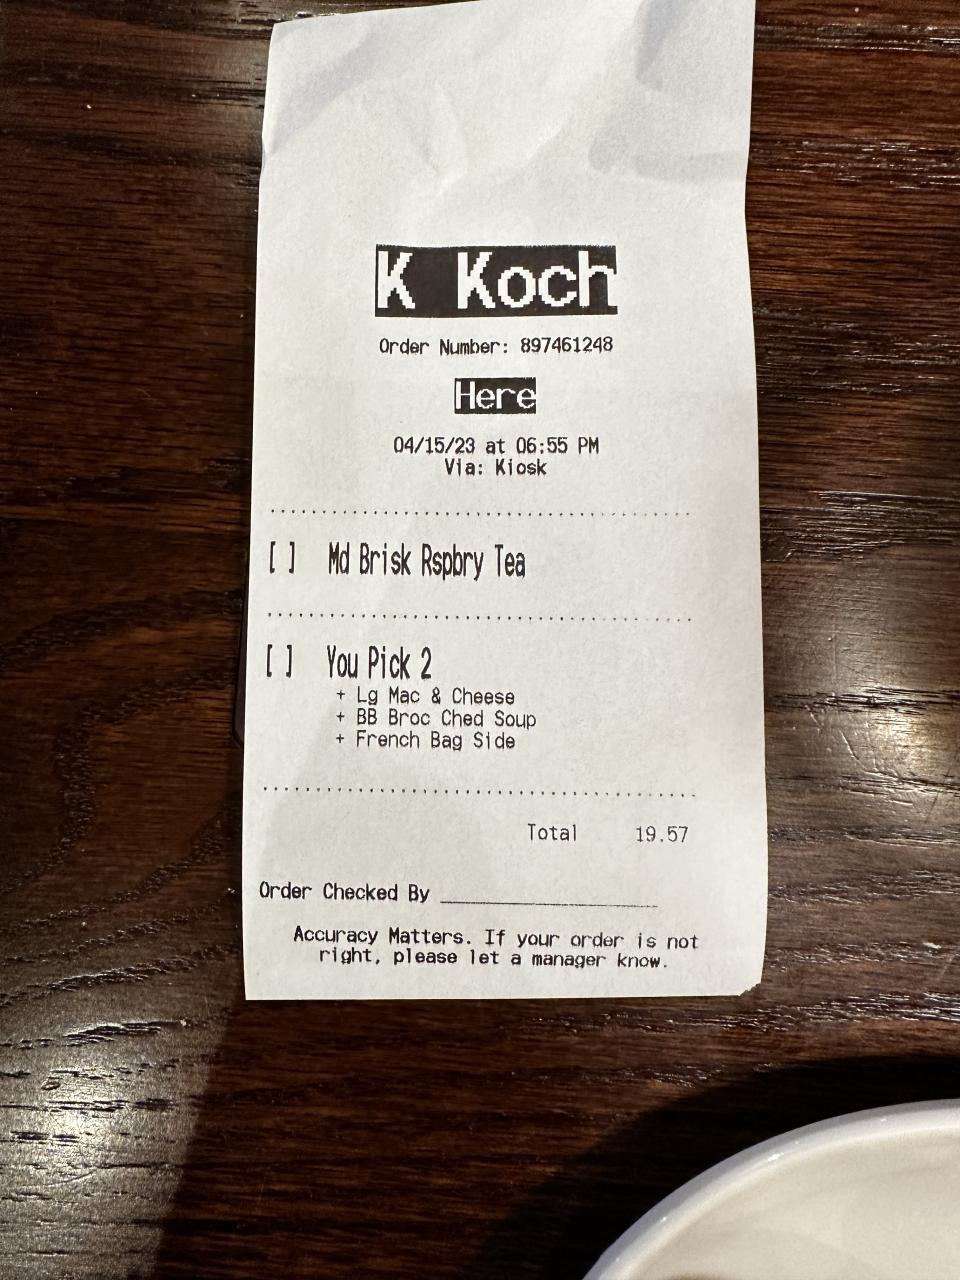 K Koch
Order Number: 897461248
Here
04/15/23 at 06:55 PM
Via: Kiosk
[ ] Md Brisk Rspbry Tea
[ ] You Pick 2
+ Lg Mac & Cheese
+ BB Broc Ched Soup
+ French Bag Side
Total 19.57
Order Checked By
Accuracy Matters. If your order is not
right, please let a manager know.